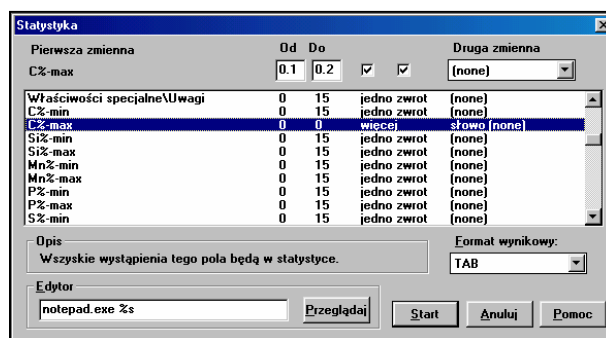 Statystyka
Pierwsza zmienna Od Do Druga zmienna
C%-max 0.1 0.2 (none)
Właściwości specjalne\Uwagi 0 15 jedno zwrot (none)
C%-min 0 15 jedno zwrot (none)
C%-max 0 0 więcej słowo (none)
Si%-min 0 15 jedno zwrot (none)
Si%-max 0 15 jedno zwrot (none)
Mn%-min 0 15 jedno zwrot (none)
Mn%-max 0 15 jedno zwrot (none)
P%-min 0 15 jedno zwrot (none)
P%-max 0 15 jedno zwrot (none)
S%-min 0 15 jedno zwrot (none)
Opis Format wynikowy:
Wszyskie wystąpienia tego pola będą w statystyce. TAB
Edytor
notepad.exe %s Przeglądaj Start Anuluj Pomoc